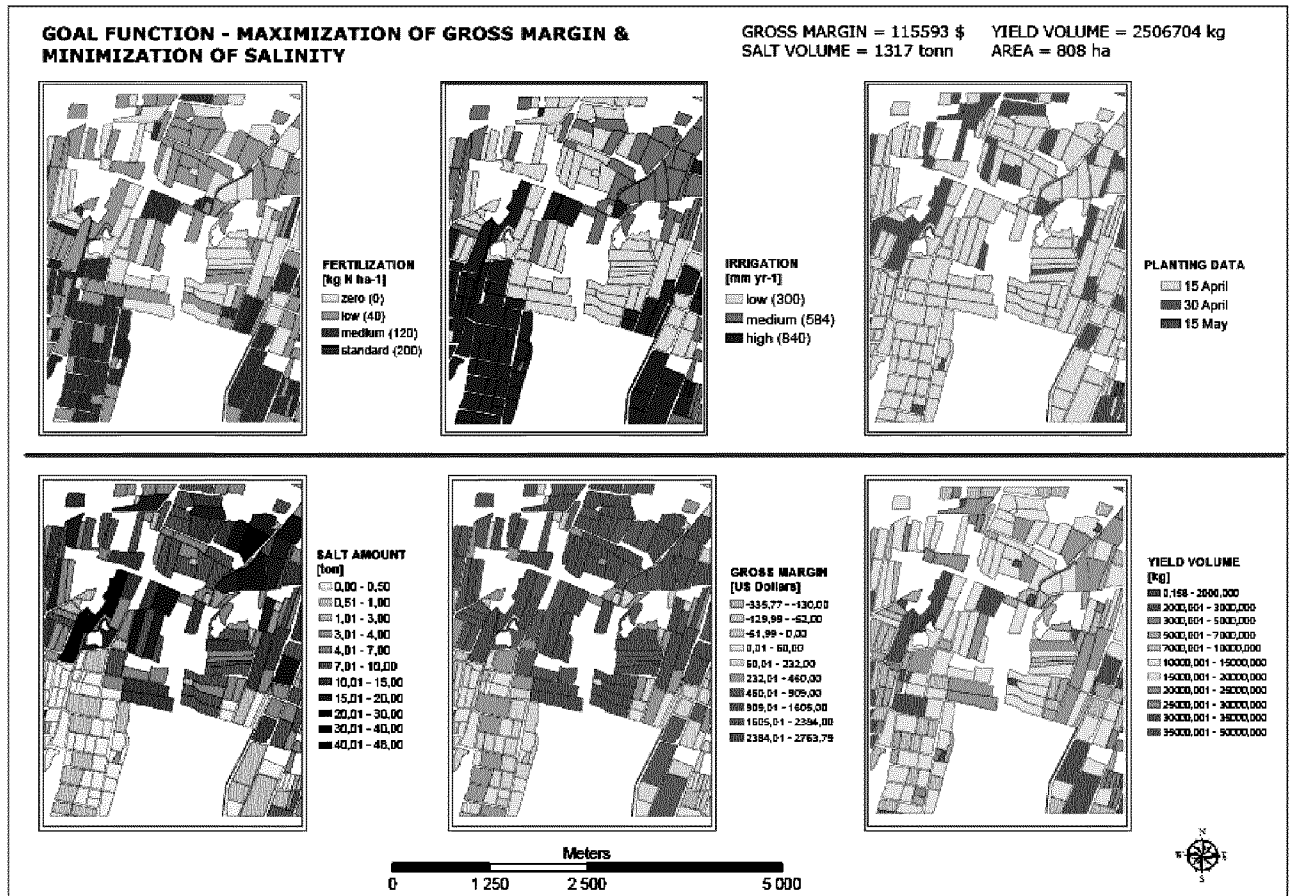 GOAL FUNCTION - MAXIMIZATION OF GROSS MARGIN &
MINIMIZATION OF SALINITY
GROSS MARGIN = 115593 $ YIELD VOLUME = 2506704 kg
SALT VOLUME = 1317 tonn AREA = 808 ha
FERTILIZATION
[kg N ha-1]
zero (0)
low (40)
medium (120)
standard (200)
IRRIGATION
[mm yr-1]
low (300)
medium (584)
high (840)
PLANTING DATA
15 April
30 April
15 May
SALT AMOUNT
[ton]
0,00 - 0,50
0,51 - 1,00
1,01 - 3,00
3,01 - 4,00
4,01 - 7,00
7,01 - 10,00
10,01 - 15,00
15,01 - 20,00
20,01 - 30,00
30,01 - 40,00
40,01 - 48,00
GROSS MARGIN
[US Dollars]
-335,77 - -130,00
-129,99 - -62,00
-61,99 - 0,00
0,01 - 60,00
60,01 - 232,00
232,01 - 460,00
460,01 - 909,00
909,01 - 1605,00
1605,01 - 2384,00
2384,01 - 2763,79
YIELD VOLUME
[kg]
0,158 - 2000,000
2000,001 - 3000,000
3000,001 - 5000,000
5000,001 - 7000,000
7000,001 - 10000,000
10000,001 - 15000,000
15000,001 - 20000,000
20000,001 - 25000,000
25000,001 - 30000,000
30000,001 - 35000,000
35000,001 - 50000,000
Meters
0 1 250 2 500 5 000
N
S